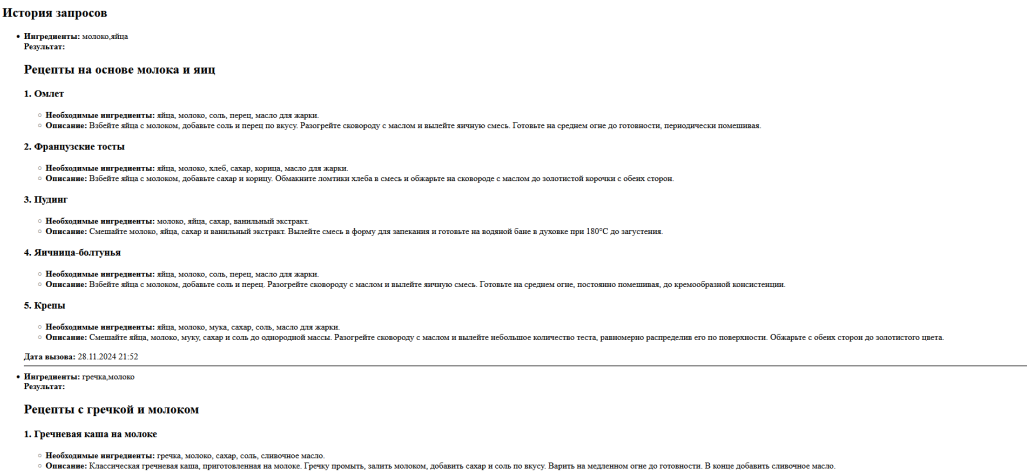 История запросов
Ингредиенты: молоко,яйца
Результат:
Рецепты на основе молока и яиц
1. Омлет
Необходимые ингредиенты: яйца, молоко, соль, перец, масло для жарки.
Описание: Взбейте яйца с молоком, добавьте соль и перец по вкусу. Разогрейте сковороду с маслом и вылейте яичную смесь. Готовьте на среднем огне до готовности, периодически помешивая.
2. Французские тосты
Необходимые ингредиенты: яйца, молоко, хлеб, сахар, корица, масло для жарки.
Описание: Взбейте яйца с молоком, добавьте сахар и корицу. Обмакните ломтики хлеба в смесь и обжарьте на сковороде с маслом до золотистой корочки с обеих сторон.
3. Пудинг
Необходимые ингредиенты: молоко, яйца, сахар, ванильный экстракт.
Описание: Смешайте молоко, яйца, сахар и ванильный экстракт. Вылейте смесь в форму для запекания и готовьте на водяной бане в духовке при 180°C до загустения.
4. Яичница-болтунья
Необходимые ингредиенты: яйца, молоко, соль, перец, масло для жарки.
Описание: Взбейте яйца с молоком, добавьте соль и перец. Разогрейте сковороду с маслом и вылейте яичную смесь. Готовьте на среднем огне, постоянно помешивая, до кремообразной консистенции.
5. Крепы
Необходимые ингредиенты: яйца, молоко, мука, сахар, соль, масло для жарки.
Описание: Смешайте яйца, молоко, муку, сахар и соль до однородной массы. Разогрейте сковороду с маслом и вылейте небольшое количество теста, равномерно распределив его по поверхности. Обжарьте с обеих сторон до золотистого цвета.
Дата вызова: 28.11.2024 21:52
Ингредиенты: гречка,молоко
Результат:
Рецепты с гречкой и молоком
1. Гречневая каша на молоке
Необходимые ингредиенты: гречка, молоко, сахар, соль, сливочное масло.
Описание: Классическая гречневая каша, приготовленная на молоке. Гречку промыть, залить молоком, добавить сахар и соль по вкусу. Варить на медленном огне до готовности. В конце добавить сливочное масло.